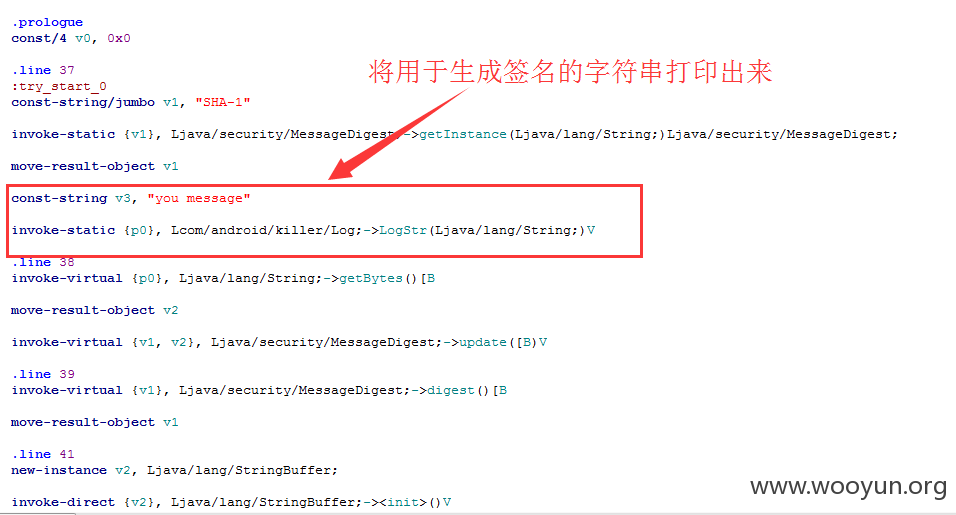 .prologue
const/4 v0, 0x0
.line 37
将用于生成签名的字符串打印出来
:try_start_0
const-string/jumbo v1, "SHA-1"
invoke-static {v1}, Ljava/security/MessageDigest;->getInstance(Ljava/lang/String;)Ljava/security/MessageDigest;
move-result-object v1
const-string v3, "you message"
invoke-static {p0}, Lcom/android/killer/Log;->LogStr(Ljava/lang/String;)V
.line 38
invoke-virtual {p0}, Ljava/lang/String;->getBytes()[B
move-result-object v2
invoke-virtual {v1, v2}, Ljava/security/MessageDigest;->update([B)V
.line 39
invoke-virtual {v1}, Ljava/security/MessageDigest;->digest()[B
move-result-object v1
.line 41
new-instance v2, Ljava/lang/StringBuffer;
www.wooyun.org
invoke-direct {v2}, Ljava/lang/StringBuffer;-><init>()V